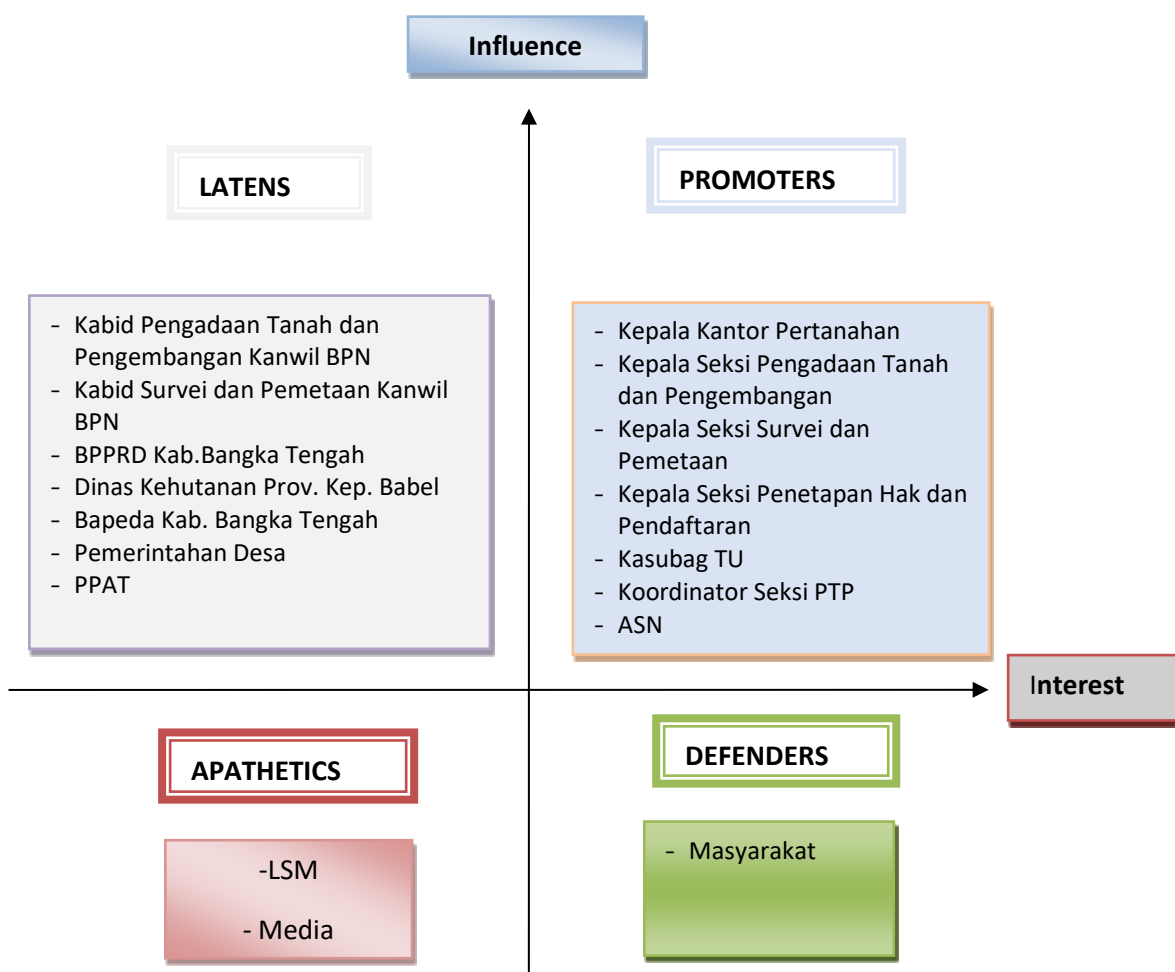 Influence
LATENS
PROMOTERS
- Kabid Pengadaan Tanah dan
Pengembangan Kanwil BPN
- Kabid Survei dan Pemetaan Kanwil
BPN
- BPPRD Kab.Bangka Tengah
- Dinas Kehutanan Prov. Kep. Babel
- Bapeda Kab. Bangka Tengah
- Pemerintahan Desa
- PPAT
- Kepala Kantor Pertanahan
- Kepala Seksi Pengadaan Tanah
dan Pengembangan
- Kepala Seksi Survei dan
Pemetaan
- Kepala Seksi Penetapan Hak dan
Pendaftaran
- Kasubag TU
- Koordinator Seksi PTP
- ASN
Interest
APATHETICS
DEFENDERS
-LSM
- Media
- Masyarakat